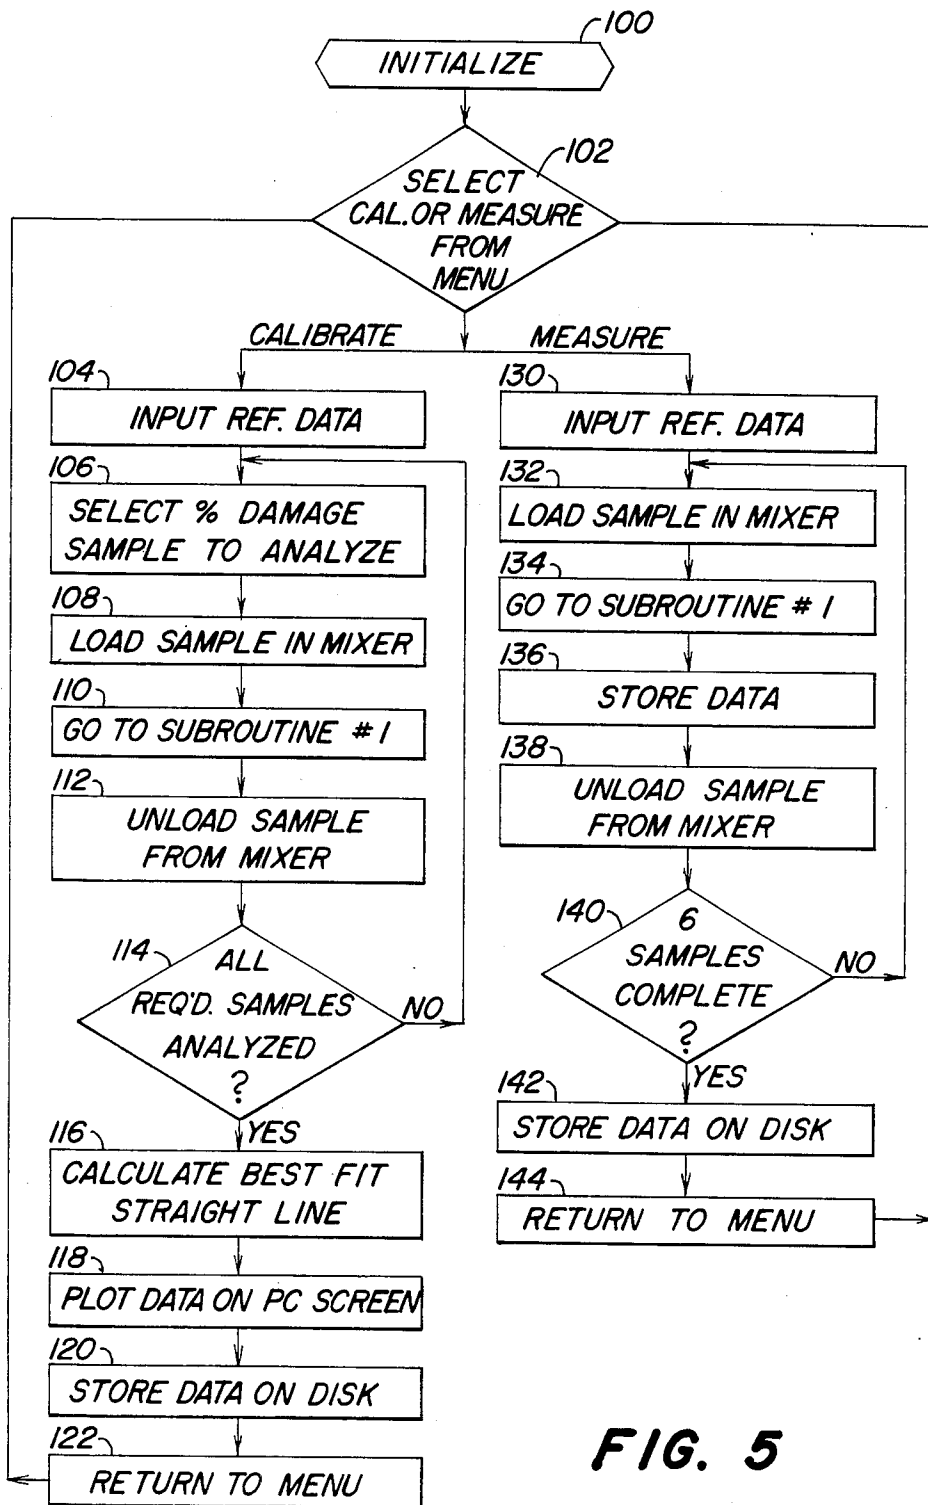 100
INITIALIZE
102
SELECT
CAL. OR MEASURE
FROM
MENU
CALIBRATE
MEASURE
104
INPUT REF. DATA
106
SELECT % DAMAGE
SAMPLE TO ANALYZE
108
LOAD SAMPLE IN MIXER
110
GO TO SUBROUTINE #1
112
UNLOAD SAMPLE
FROM MIXER
114
ALL
REQ'D. SAMPLES
ANALYZED
?
NO
YES
116
CALCULATE BEST FIT
STRAIGHT LINE
118
PLOT DATA ON PC SCREEN
120
STORE DATA ON DISK
122
RETURN TO MENU
130
INPUT REF. DATA
132
LOAD SAMPLE IN MIXER
134
GO TO SUBROUTINE #1
136
STORE DATA
138
UNLOAD SAMPLE
FROM MIXER
140
6
SAMPLES
COMPLETE
?
NO
YES
142
STORE DATA ON DISK
144
RETURN TO MENU
FIG. 5